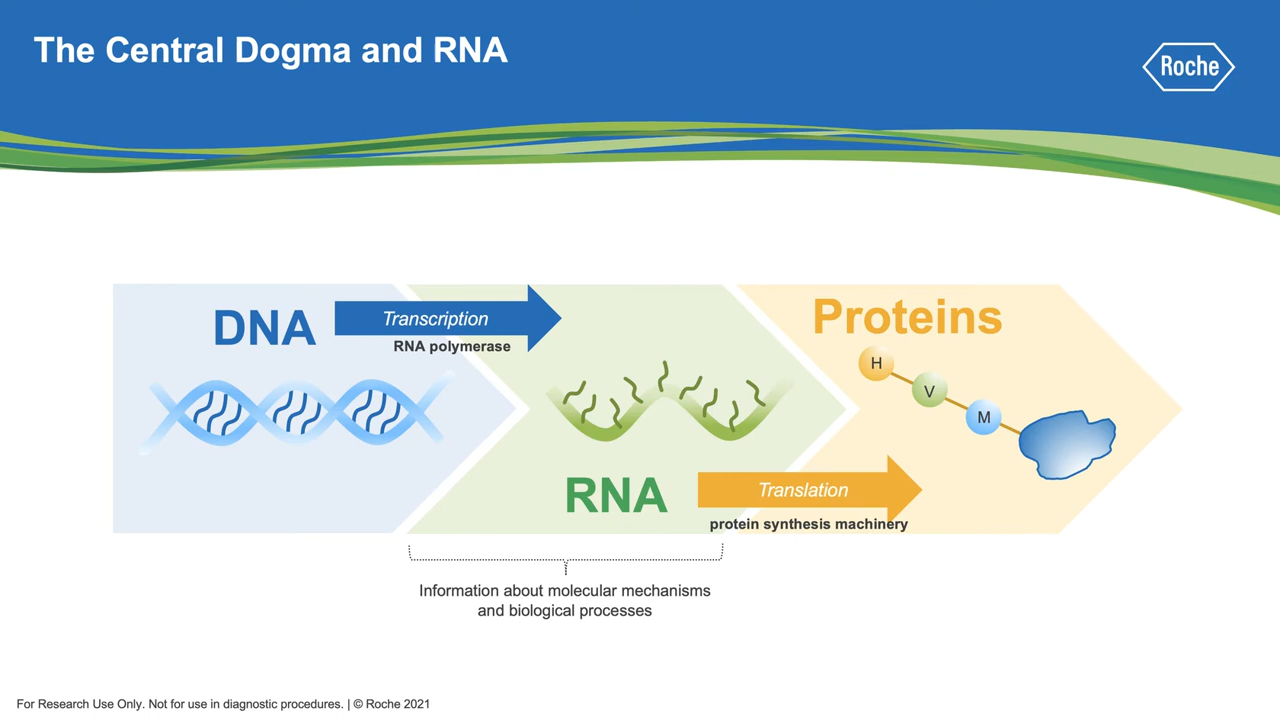 The Central Dogma and RNA
Roche
DNA
Transcription
RNA polymerase
Proteins
H
V
M
RNA
Translation
protein synthesis machinery
Information about molecular mechanisms
and biological processes
For Research Use Only. Not for use in diagnostic procedures. | © Roche 2021